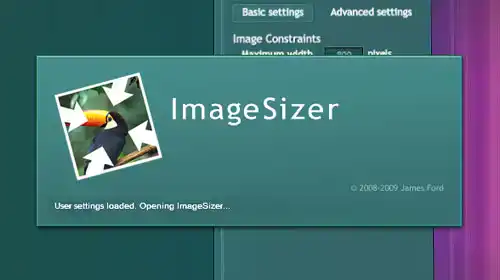 Basic settings Advanced settings
Image Constraints
Maximum width 800 pixels
ImageSizer
© 2008-2009 James Ford
User settings loaded. Opening ImageSizer...